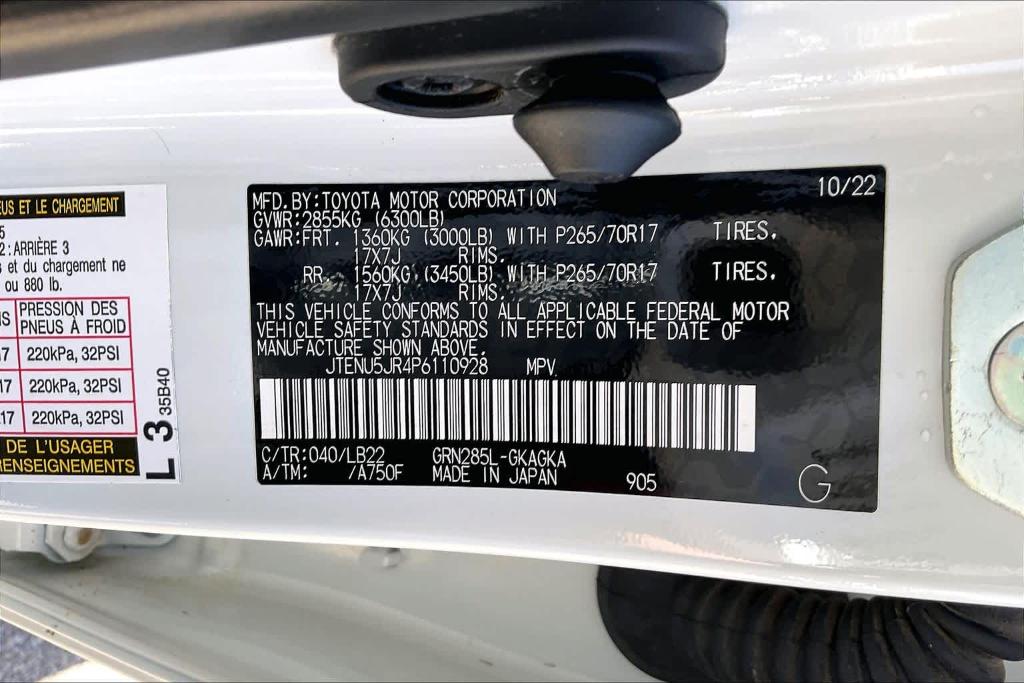 EUS ET LE CHARGEMENT
5
2: ARRIÈRE 3
s et du chargement ne
ou 880 lb.
PRESSION DES
PNEUS À FROID
220kPa, 32PSI
220kPa, 32PSI
220kPa, 32PSI
DE L'USAGER
RENSEIGNEMENTS
L 3 35B40
MFD.BY:TOYOTA MOTOR CORPORATION 10/22
GVWR:2855KG (6300LB)
GAWR:FRT. 1360KG (3000LB) WITH P265/70R17 TIRES,
17X7J RIMS.
RR. 1560KG (3450LB) WITH P265/70R17 TIRES,
17X7J RIMS.
THIS VEHICLE CONFORMS TO ALL APPLICABLE FEDERAL MOTOR
VEHICLE SAFETY STANDARDS IN EFFECT ON THE DATE OF
MANUFACTURE SHOWN ABOVE.
JTENU5JR4P6110928 MPV
C/TR:040/LB22 GRN285L-GKAGKA
A/TM: /A750F MADE IN JAPAN 905
G